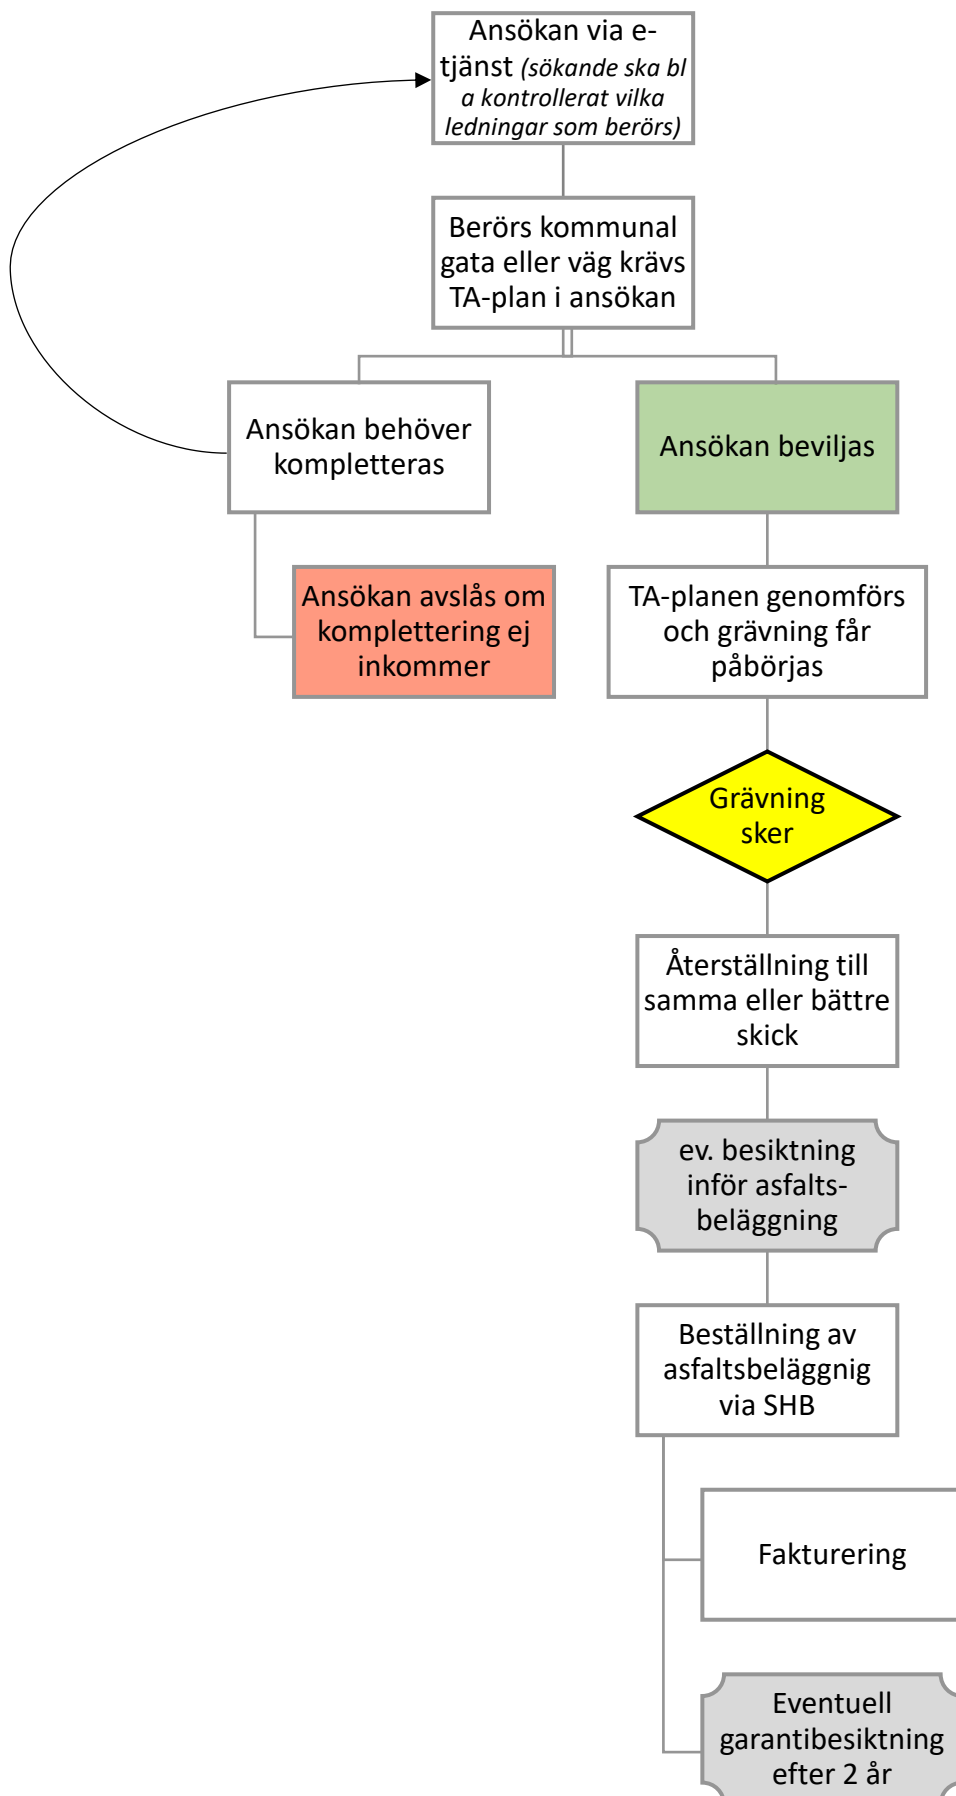 Ansökan via e-
tjänst (sökande ska bl
a kontrollerat vilka
ledningar som berörs)
Berörs kommunal
gata eller väg krävs
TA-plan i ansökan
Ansökan behöver
kompletteras
Ansökan beviljas
Ansökan avslås om
komplettering ej
inkommer
TA-planen genomförs
och grävning får
påbörjas
Grävning
sker
Återställning till
samma eller bättre
skick
ev. besiktning
inför asfalts-
beläggning
Beställning av
asfaltsbeläggnig
via SHB
Fakturering
Eventuell
garantibesiktning
efter 2 år